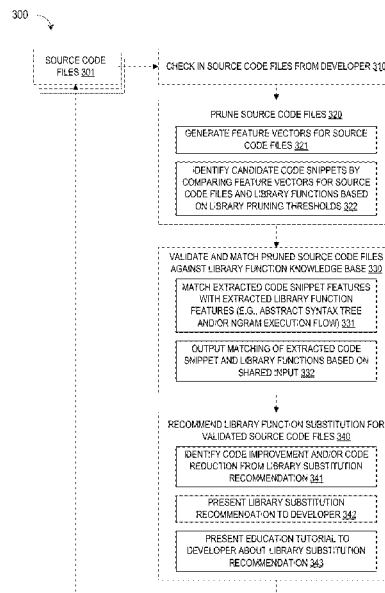 300
SOURCE CODE
FILES 301
CHECK IN SOURCE CODE FILES FROM DEVELOPER 310
PRUNE SOURCE CODE FILES 320
GENERATE FEATURE VECTORS FOR SOURCE
CODE FILES 321
IDENTIFY CANDIDATE CODE SNIPPETS BY
COMPARING FEATURE VECTORS FOR SOURCE
CODE FILES AND LIBRARY FUNCTIONS BASED
ON LIBRARY PRUNING THRESHOLDS 322
VALIDATE AND MATCH PRUNED SOURCE CODE FILES
AGAINST LIBRARY FUNCTION KNOWLEDGE BASE 330
MATCH EXTRACTED CODE SNIPPET FEATURES
WITH EXTRACTED LIBRARY FUNCTION
FEATURES (E.G., ABSTRACT SYNTAX TREE
AND/OR NGRAM EXECUTION FLOW) 331
OUTPUT MATCHING OF EXTRACTED CODE
SNIPPET AND LIBRARY FUNCTIONS BASED ON
SHARED INPUT 332
RECOMMEND LIBRARY FUNCTION SUBSTITUTION FOR
VALIDATED SOURCE CODE FILES 340
IDENTIFY CODE IMPROVEMENT AND/OR CODE
REDUCTION FROM LIBRARY SUBSTITUTION
RECOMMENDATION 341
PRESENT LIBRARY SUBSTITUTION
RECOMMENDATION TO DEVELOPER 342
PRESENT EDUCATION TUTORIAL TO
DEVELOPER ABOUT LIBRARY SUBSTITUTION
RECOMMENDATION 343